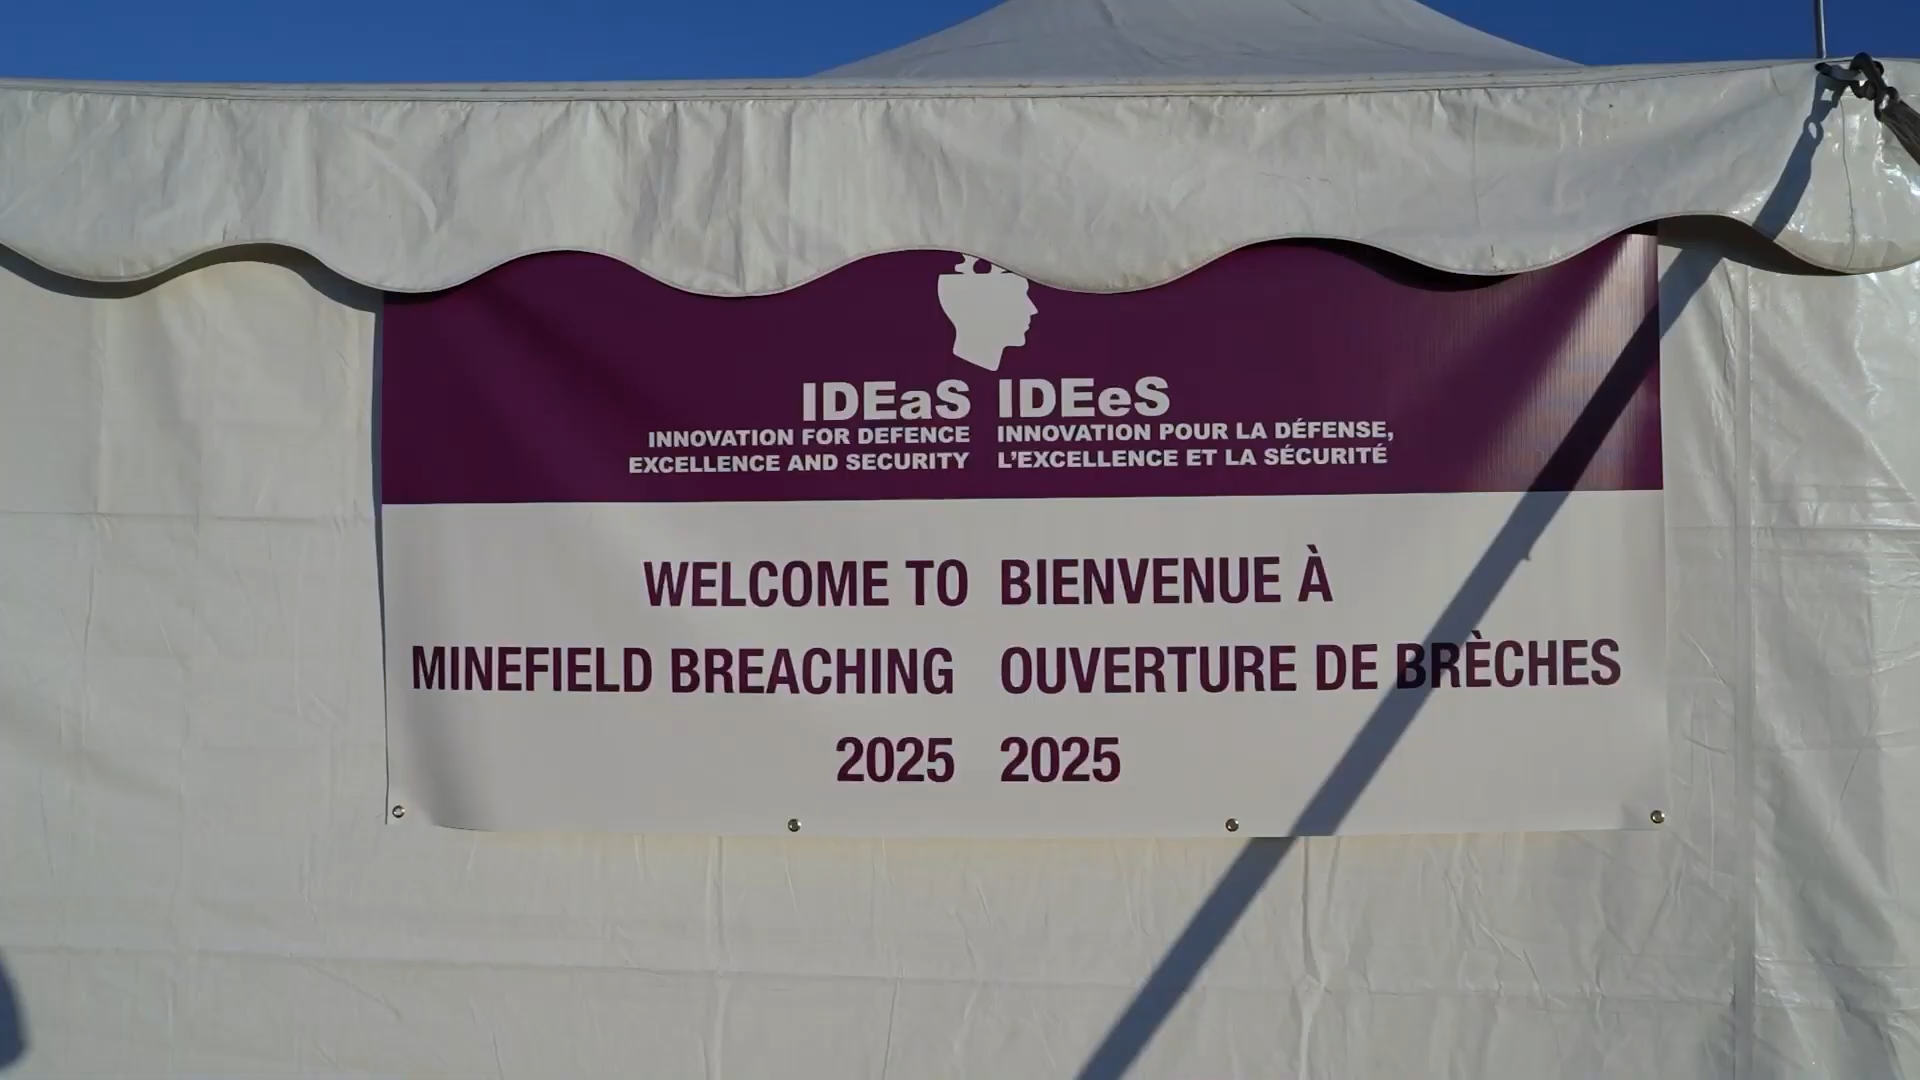 IDEaS
INNOVATION FOR DEFENCE
EXCELLENCE AND SECURITY
IDEeS
INNOVATION POUR LA DÉFENSE,
L'EXCELLENCE ET LA SÉCURITÉ
WELCOME TO
MINEFIELD BREACHING
2025
BIENVENUE À
OUVERTURE DE BRÈCHES
2025